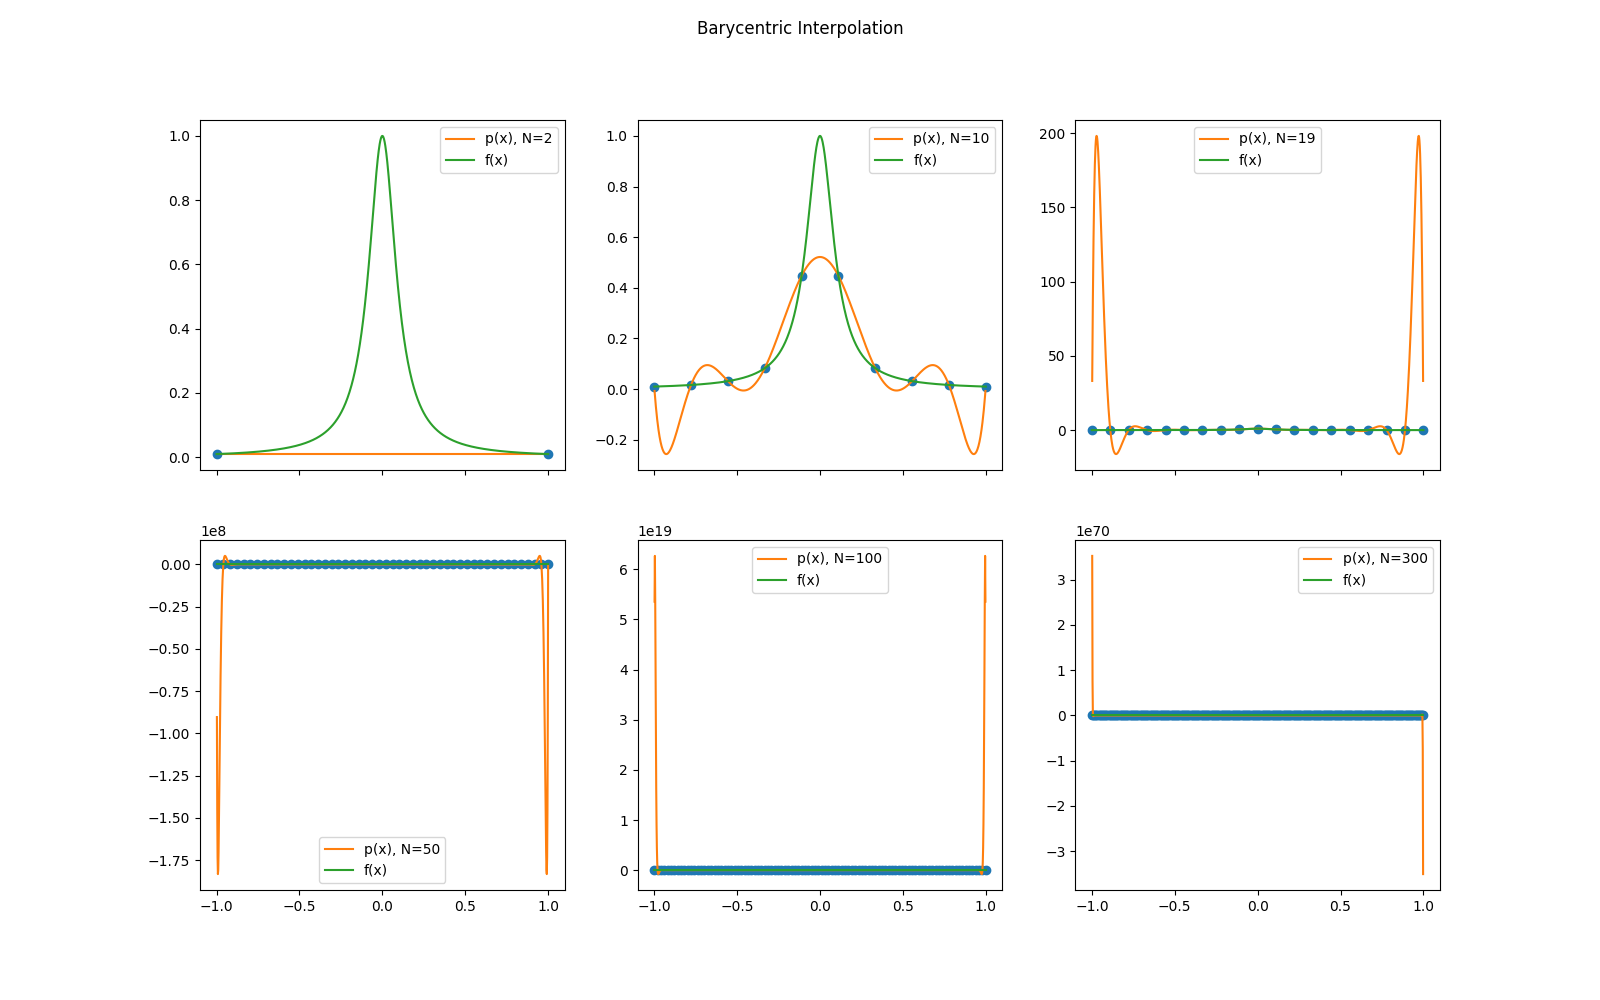 Barycentric Interpolation
1.0
0.8
0.6
0.4
0.2
0.0
p(x), N=2
f(x)
1.0
0.8
0.6
0.4
0.2
0.0
−0.2
p(x), N=10
f(x)
200
150
100
50
0
p(x), N=19
f(x)
1e8
0.00
−0.25
−0.50
−0.75
−1.00
−1.25
−1.50
−1.75
p(x), N=50
f(x)
−1.0 −0.5 0.0 0.5 1.0
1e19
6
5
4
3
2
1
0
p(x), N=100
f(x)
−1.0 −0.5 0.0 0.5 1.0
1e70
3
2
1
0
−1
−2
−3
p(x), N=300
f(x)
−1.0 −0.5 0.0 0.5 1.0